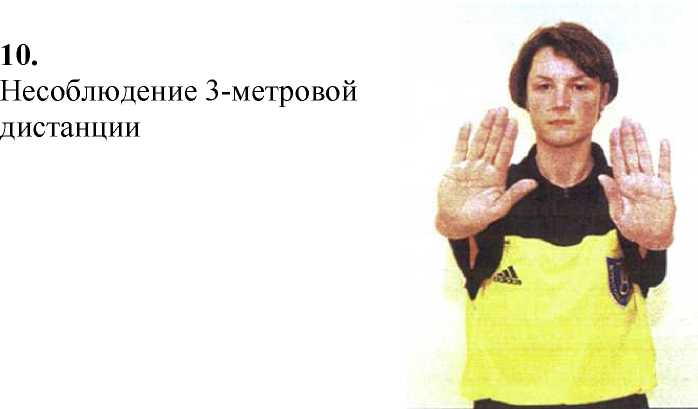 10.
Несоблюдение 3-метровой
дистанции